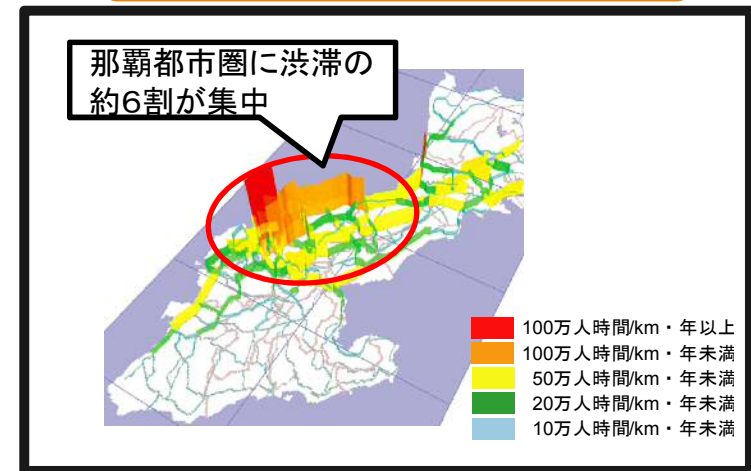 那覇都市圏に渋滞の
約６割が集中
100万人時間/km・年以上
100万人時間/km・年未満
50万人時間/km・年未満
20万人時間/km・年未満
10万人時間/km・年未満